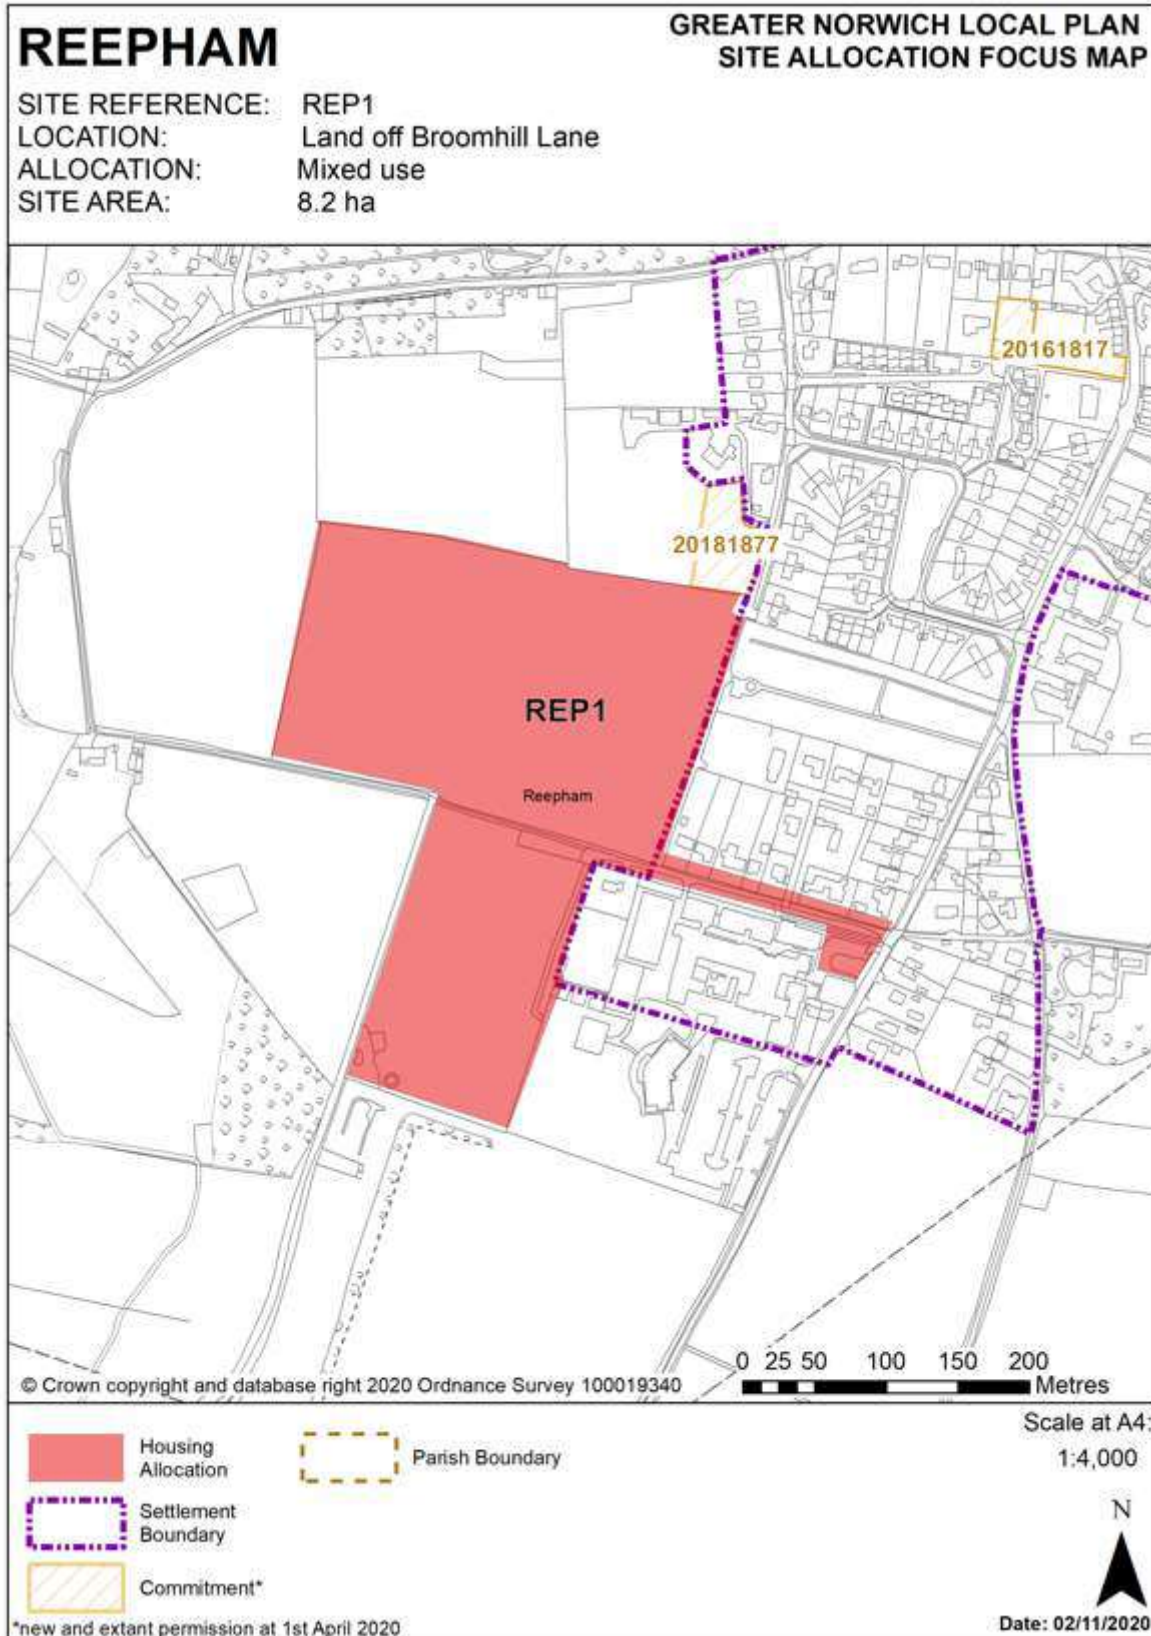 REEPHAM
GREATER NORWICH LOCAL PLAN
SITE ALLOCATION FOCUS MAP
SITE REFERENCE: REP1
LOCATION: Land off Broomhill Lane
ALLOCATION: Mixed use
SITE AREA: 8.2 ha
20161817
20181877
REP1
Reepham
0 25 50 100 150 200
Metres
© Crown copyright and database right 2020 Ordnance Survey 100019340
Housing
Allocation
Parish Boundary
Settlement
Boundary
Commitment*
*new and extant permission at 1st April 2020
Scale at A4:
1:4,000
N
Date: 02/11/2020